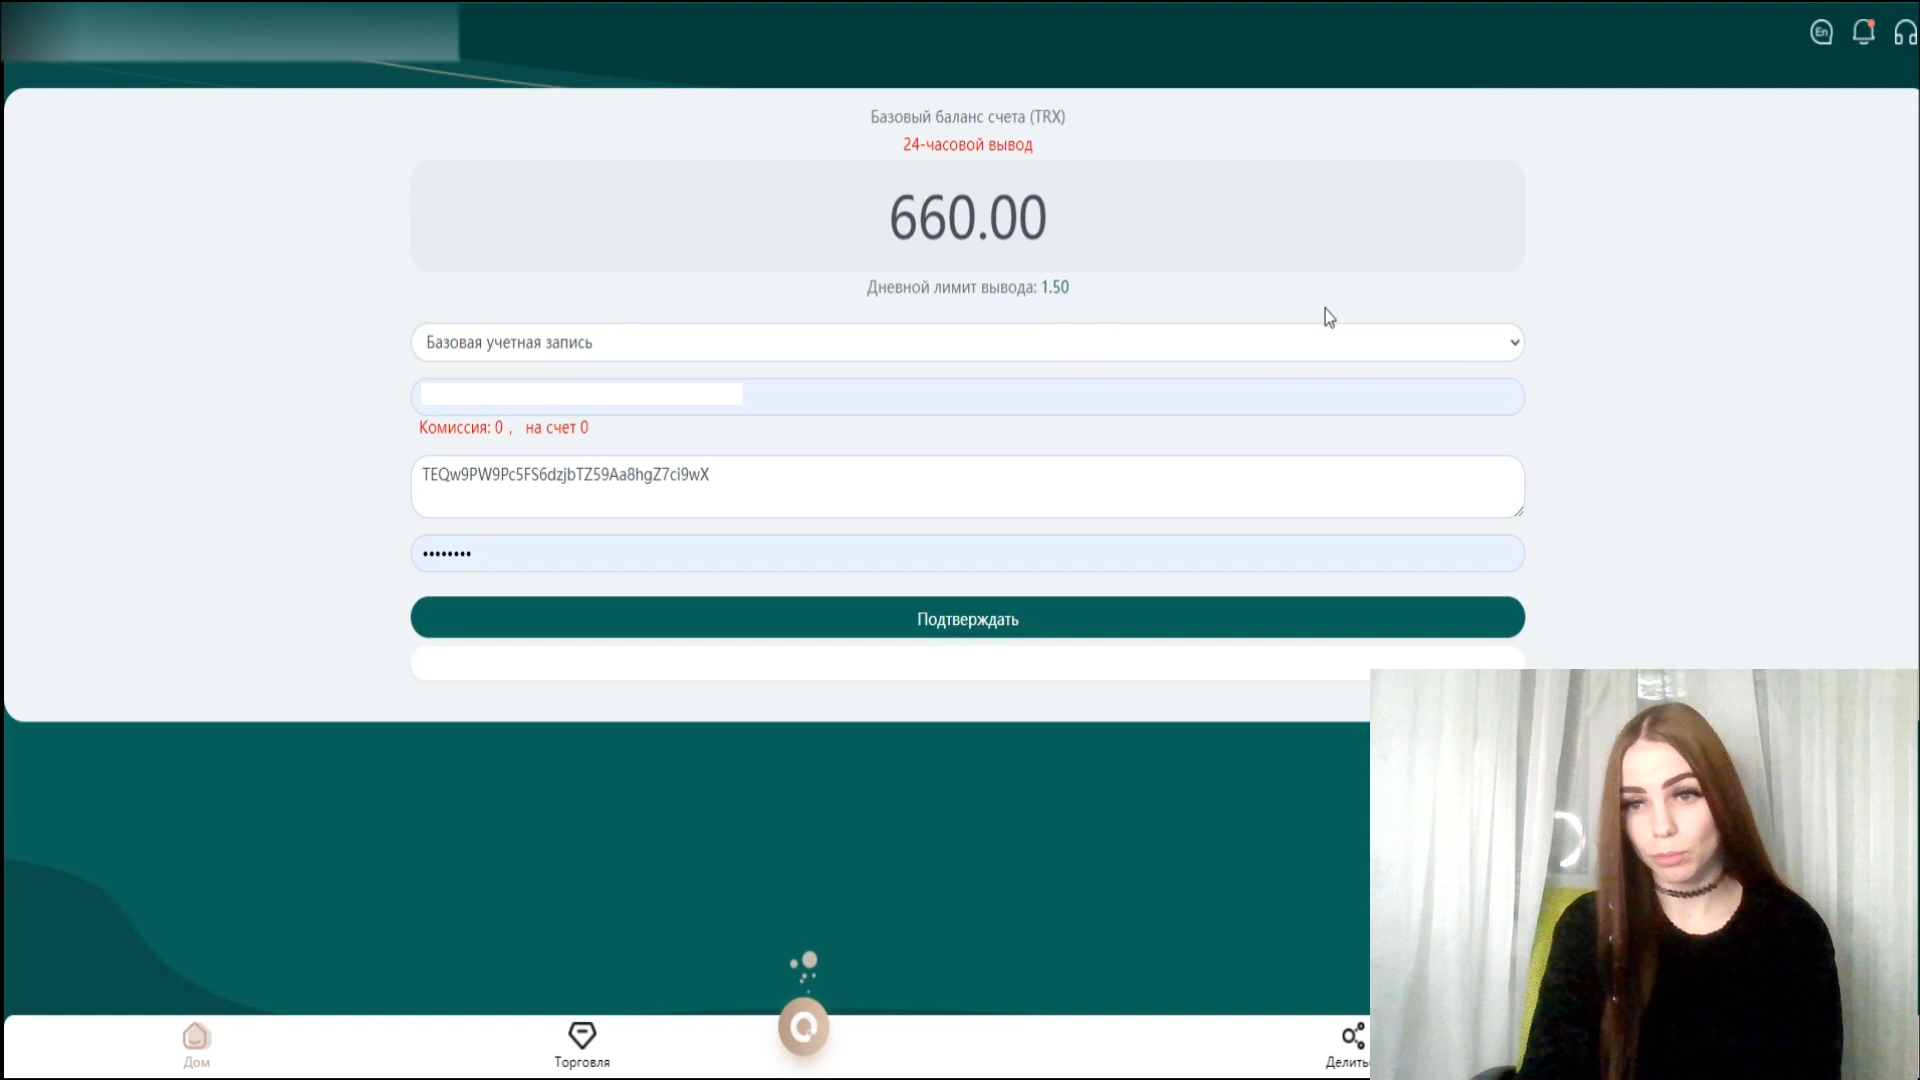 En
Базовый баланс счета (TRX)
24-часовой вывод
660.00
Дневной лимит вывода: 1.50
Базовая учетная запись
Комиссия: 0 , на счет 0
TEQw9PW9Pc5FS6dzjbTZ59Aa8hgZ7ci9wX
••••••••
Подтверждать
Дом
Торговля
Делить